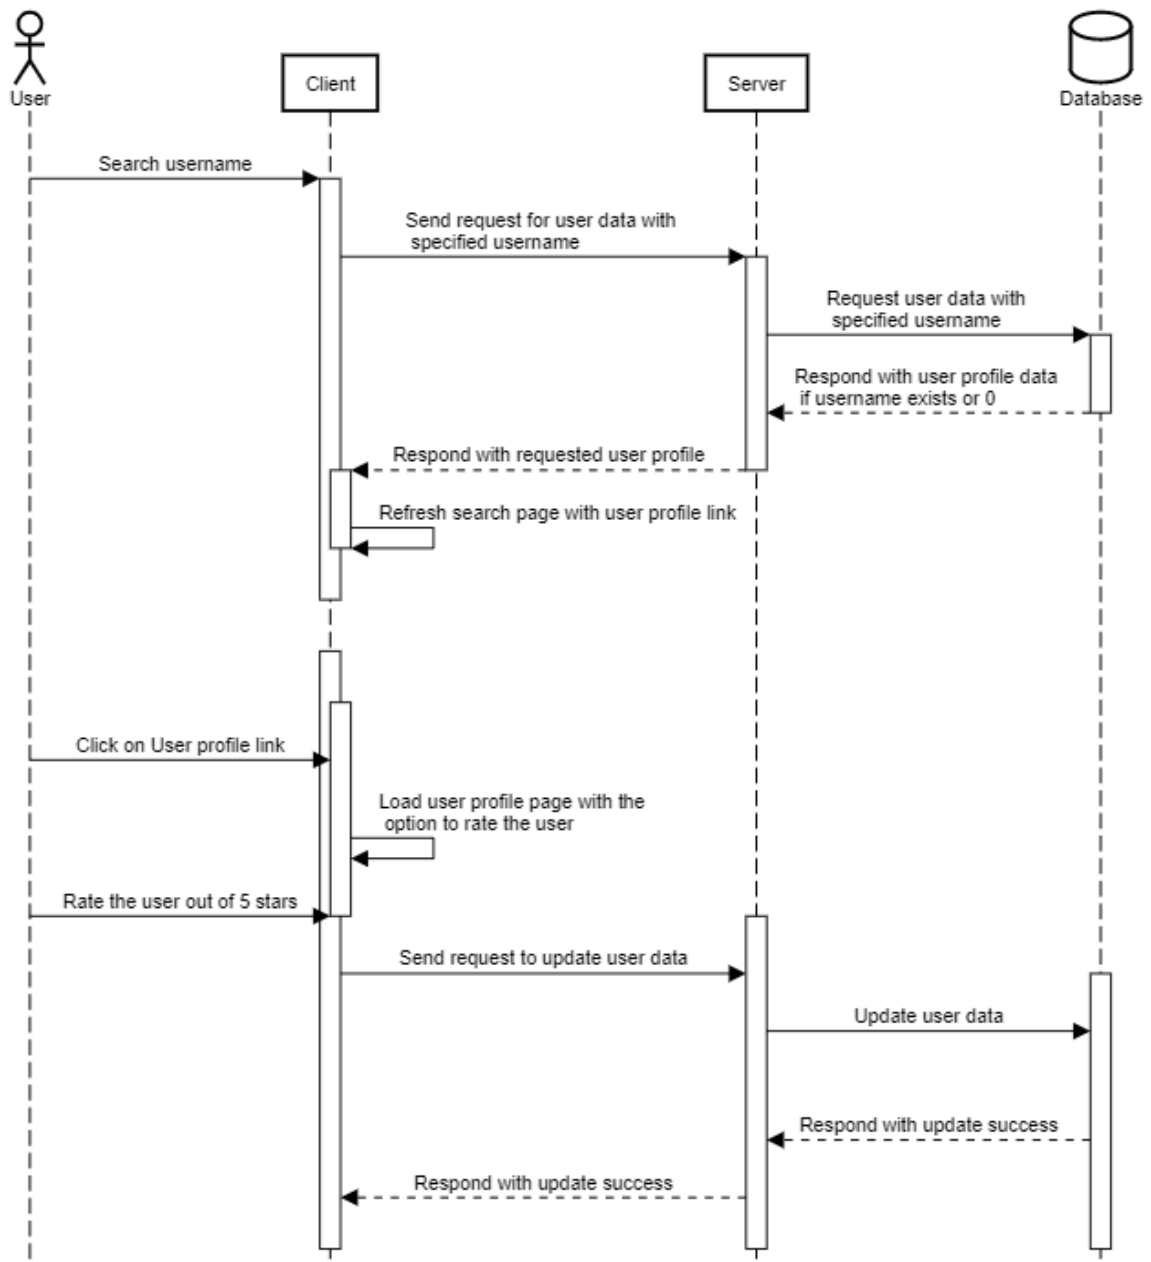 User
Client
Server
Database
Search username
Send request for user data with
specified username
Request user data with
specified username
Respond with user profile data
if username exists or 0
Respond with requested user profile
Refresh search page with user profile link
Click on User profile link
Load user profile page with the
option to rate the user
Rate the user out of 5 stars
Send request to update user data
Update user data
Respond with update success
Respond with update success